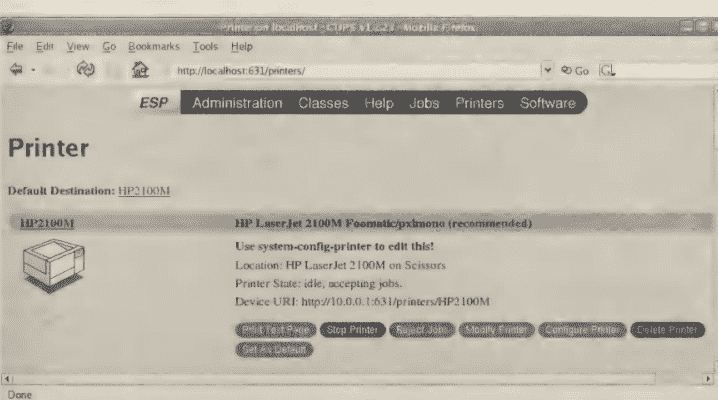 Printer on localhost - CUPS v1.1.23 - Mozilla Firefox
File Edit View Go Bookmarks Tools Help
http://localhost:631/printers/ Go
ESP Administration Classes Help Jobs Printers Software
Printer
Default Destination: HP2100M
HP2100M HP LaserJet 2100M Foomatic/pxlmono (recommended)
Use system-config-printer to edit this!
Location: HP LaserJet 2100M on Scissors
Printer State: idle, accepting jobs.
Device URI: http://10.0.0.1:631/printers/HP2100M
Print Test Page Stop Printer Reject Jobs Modify Printer Configure Printer Delete Printer
Set As Default
Done